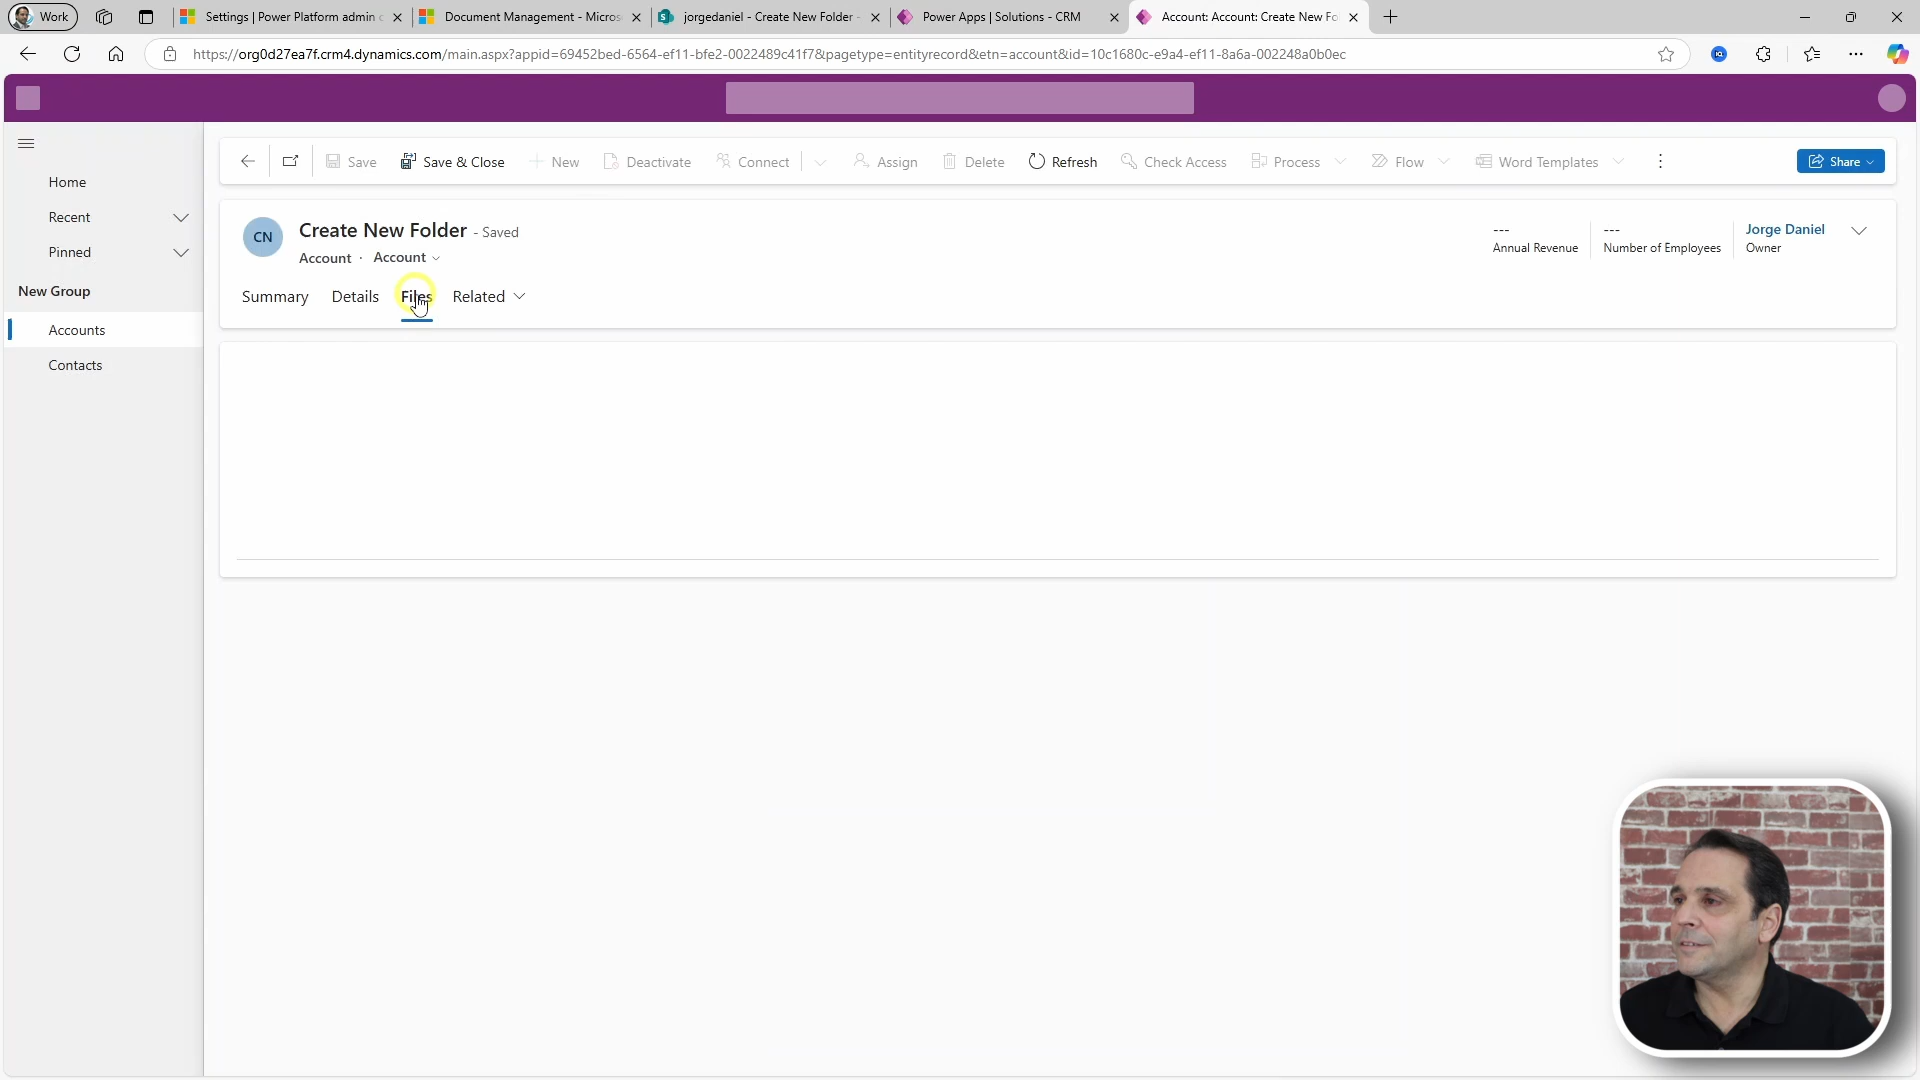 Work
Settings | Power Platform admin c
Document Management - Micros
jorgedaniel - Create New Folder -
Power Apps | Solutions - CRM
Account: Account: Create New Fo
https://org0d27ea7f.crm4.dynamics.com/main.aspx?appid=69452bed-6564-ef11-bfe2-0022489c41f7&pagetype=entityrecord&etn=account&id=10c1680c-e9a4-ef11-8a6a-002248a0b0ec
Save
Save & Close
New
Deactivate
Connect
Assign
Delete
Refresh
Check Access
Process
Flow
Word Templates
Share
Home
Recent
Pinned
New Group
Accounts
Contacts
CN
Create New Folder - Saved
Account · Account
---
Annual Revenue
---
Number of Employees
Jorge Daniel
Owner
Summary
Details
Files
Related